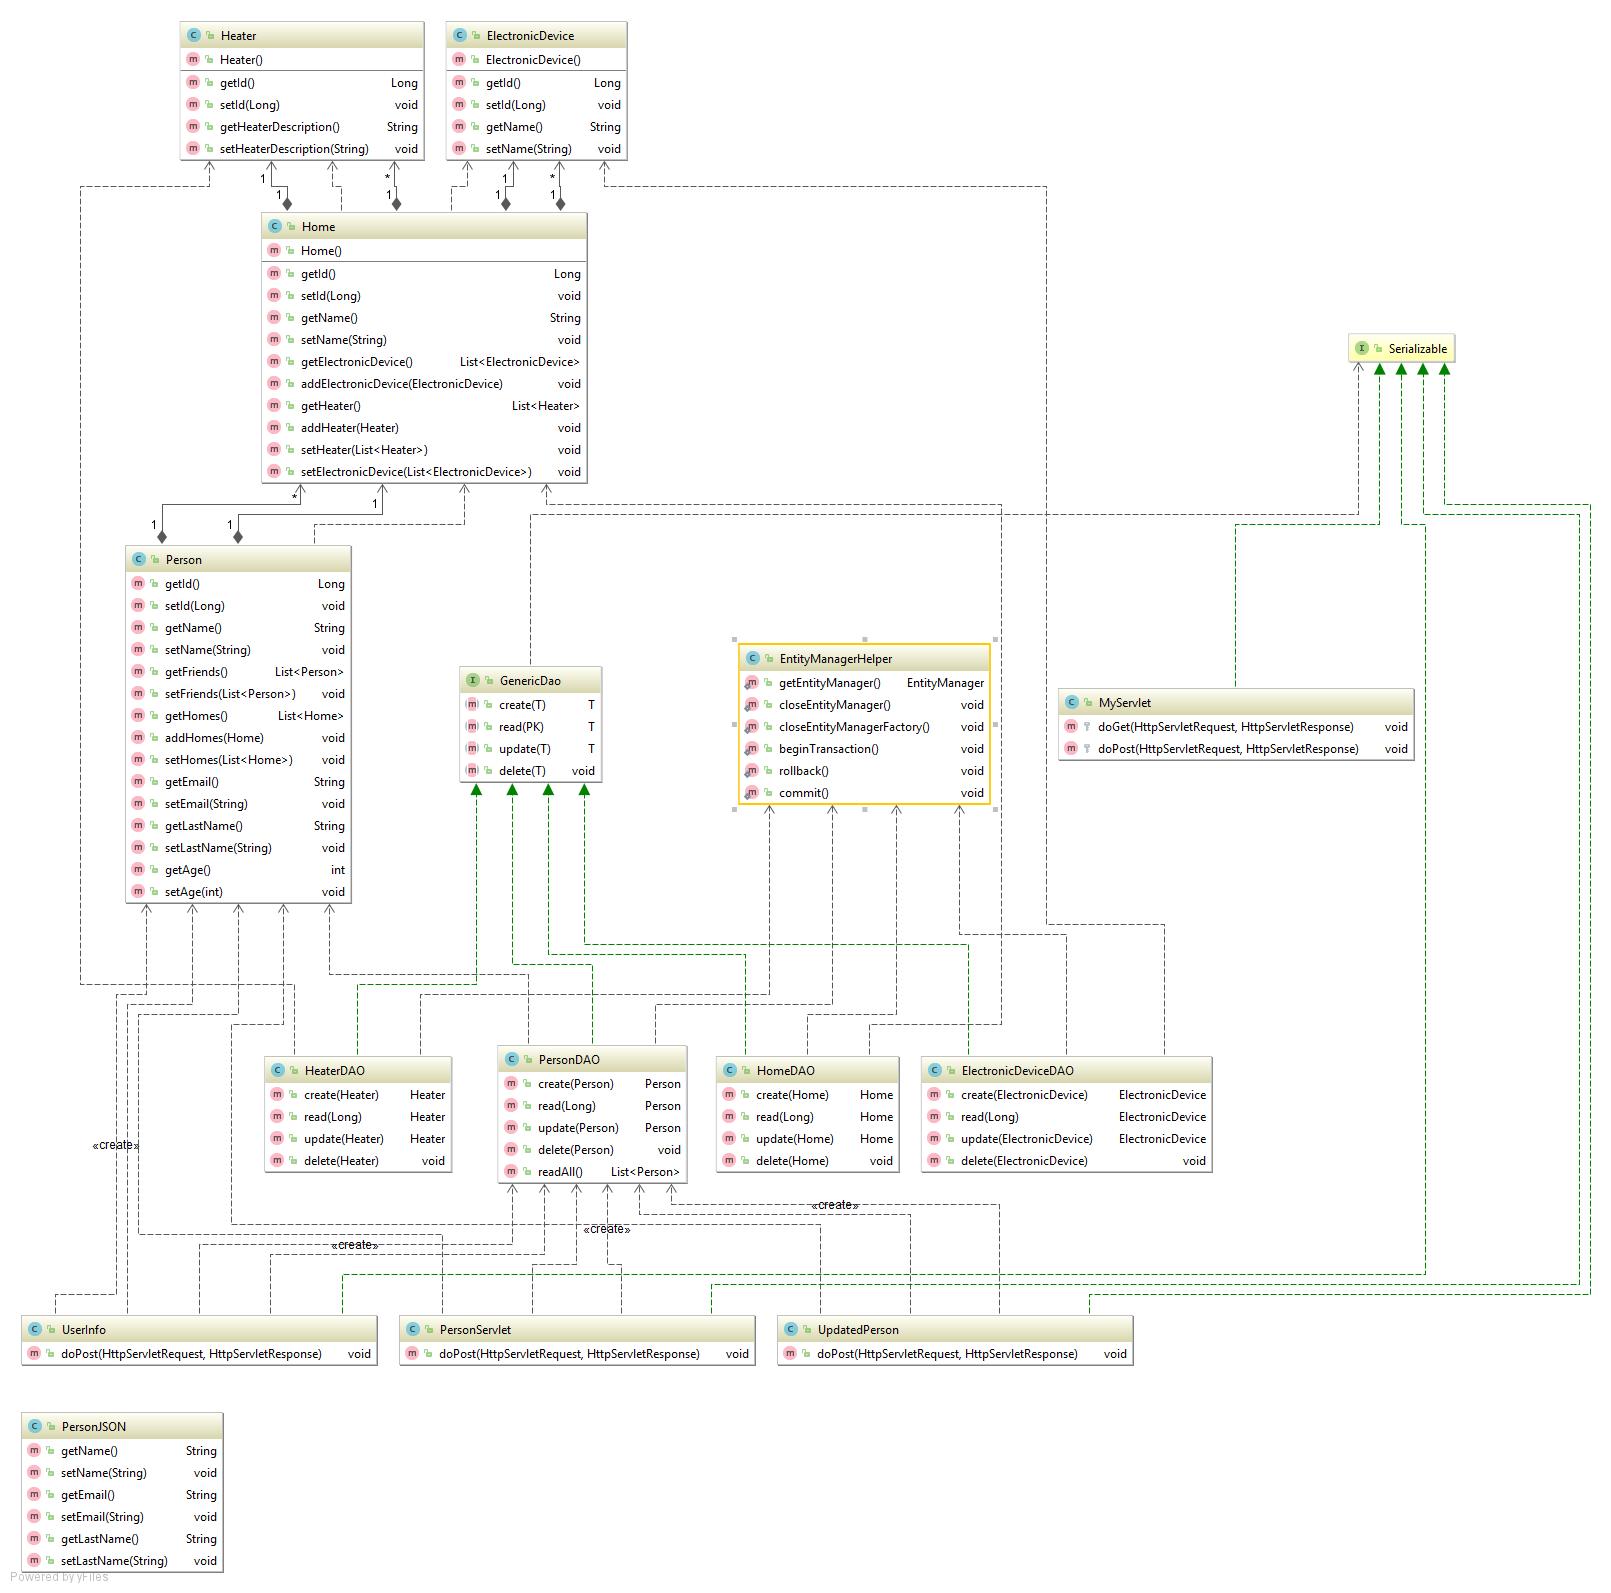 Heater
Heater()
getId() Long
setId(Long) void
getHeaterDescription() String
setHeaterDescription(String) void
ElectronicDevice
ElectronicDevice()
getId() Long
setId(Long) void
getName() String
setName(String) void
1
1
*
1
1
1
*
1
Home
Home()
getId() Long
setId(Long) void
getName() String
setName(String) void
getElectronicDevice() List<ElectronicDevice>
addElectronicDevice(ElectronicDevice) void
getHeater() List<Heater>
addHeater(Heater) void
setHeater(List<Heater>) void
setElectronicDevice(List<ElectronicDevice>) void
Serializable
*
1
1
1
Person
getId() Long
setId(Long) void
getName() String
setName(String) void
getFriends() List<Person>
setFriends(List<Person>) void
getHomes() List<Home>
addHomes(Home) void
setHomes(List<Home>) void
getEmail() String
setEmail(String) void
getLastName() String
setLastName(String) void
getAge() int
setAge(int) void
GenericDao
create(T) T
read(PK) T
update(T) T
delete(T) void
EntityManagerHelper
getEntityManager() EntityManager
closeEntityManager() void
closeEntityManagerFactory() void
beginTransaction() void
rollback() void
commit() void
MyServlet
doGet(HttpServletRequest, HttpServletResponse) void
doPost(HttpServletRequest, HttpServletResponse) void
HeaterDAO
create(Heater) Heater
read(Long) Heater
update(Heater) Heater
delete(Heater) void
PersonDAO
create(Person) Person
read(Long) Person
update(Person) Person
delete(Person) void
readAll() List<Person>
HomeDAO
create(Home) Home
read(Long) Home
update(Home) Home
delete(Home) void
ElectronicDeviceDAO
create(ElectronicDevice) ElectronicDevice
read(Long) ElectronicDevice
update(ElectronicDevice) ElectronicDevice
delete(ElectronicDevice) void
«create»
«create»
«create»
«create»
UserInfo
doPost(HttpServletRequest, HttpServletResponse) void
PersonServlet
doPost(HttpServletRequest, HttpServletResponse) void
UpdatedPerson
doPost(HttpServletRequest, HttpServletResponse) void
PersonJSON
getName() String
setName(String) void
getEmail() String
setEmail(String) void
getLastName() String
setLastName(String) void
Powered by yFiles